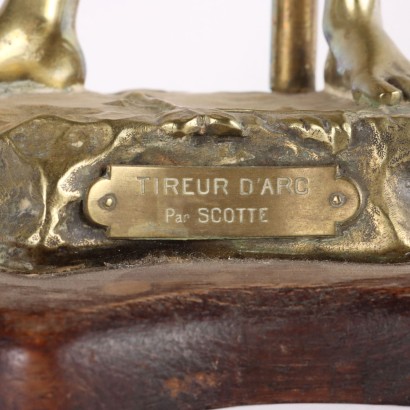 TIREUR D'ARC
Par SCOTTE